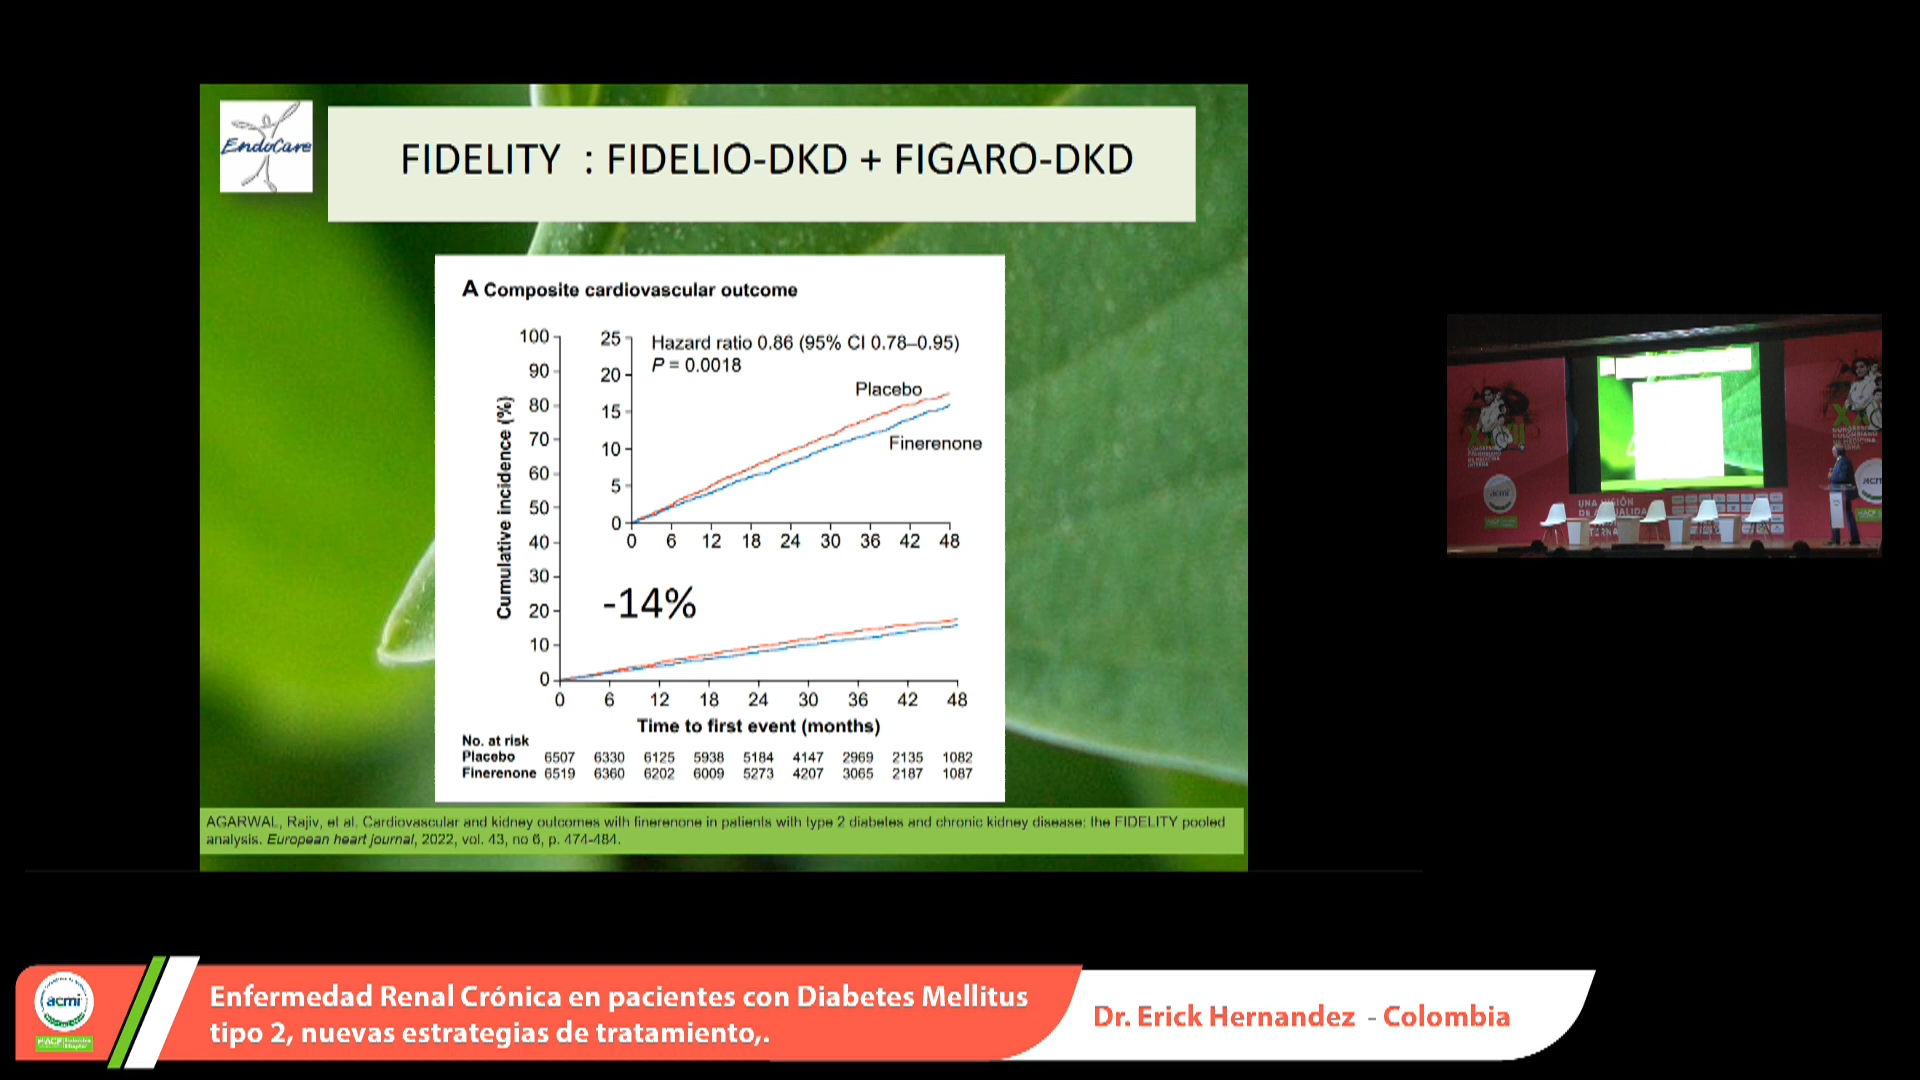 EndoCare
FIDELITY : FIDELIO-DKD + FIGARO-DKD
A Composite cardiovascular outcome
Cumulative incidence (%)
100
90
80
70
60
50
40
30
20
10
0
25
20
15
10
5
0
Hazard ratio 0.86 (95% CI 0.78–0.95)
P = 0.0018
Placebo
Finerenone
0 6 12 18 24 30 36 42 48
-14%
0 6 12 18 24 30 36 42 48
Time to first event (months)
No. at risk
Placebo 6507 6330 6125 5938 5184 4147 2969 2135 1082
Finerenone 6519 6360 6202 6009 5273 4207 3065 2187 1087
AGARWAL, Rajiv, et al. Cardiovascular and kidney outcomes with finerenone in patients with type 2 diabetes and chronic kidney disease: the FIDELITY pooled
analysis. European heart journal, 2022, vol. 43, no 6, p. 474-484.
acmi
Enfermedad Renal Crónica en pacientes con Diabetes Mellitus
tipo 2, nuevas estrategias de tratamiento,.
Dr. Erick Hernandez - Colombia